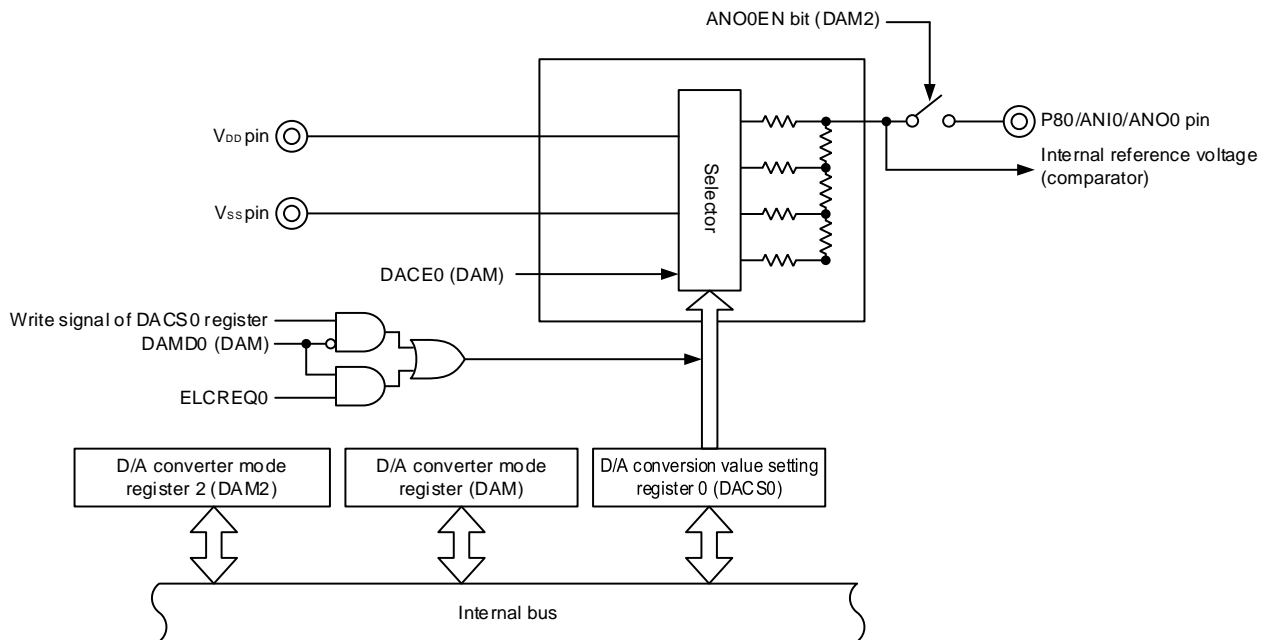 ANO0EN bit (DAM2)
VDD pin
P80/ANI0/ANO0 pin
Internal reference voltage
(comparator)
Selector
VSS pin
DACE0 (DAM)
Write signal of DACS0 register
DAMD0 (DAM)
ELCREQ0
D/A converter mode
register 2 (DAM2)
D/A converter mode
register (DAM)
D/A conversion value setting
register 0 (DACS0)
Internal bus